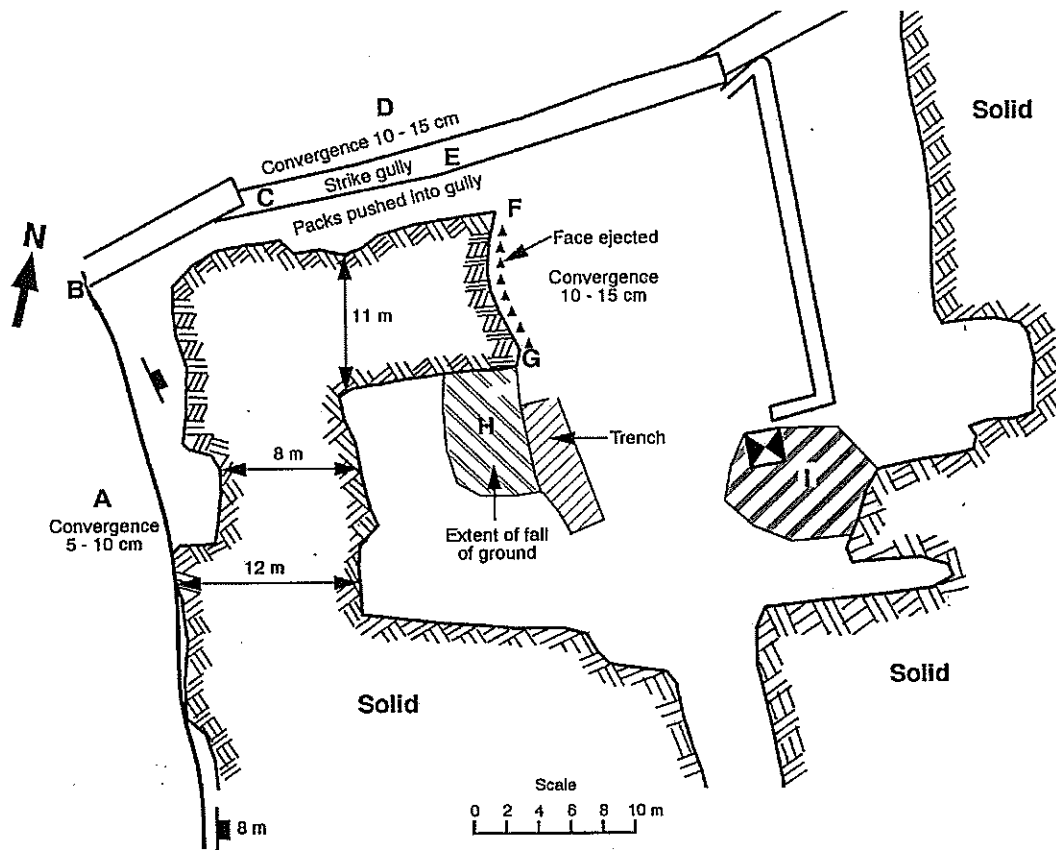 Solid
D
Convergence 10 - 15 cm
E
Strike gully
C
Packs pushed into gully
N
F
Face ejected
B
Convergence
10 - 15 cm
11 m
G
H
Trench
8 m
I
A
Convergence
5 - 10 cm
Extent of fall
of ground
12 m
Solid
Solid
Scale
0 2 4 6 8 10 m
8 m